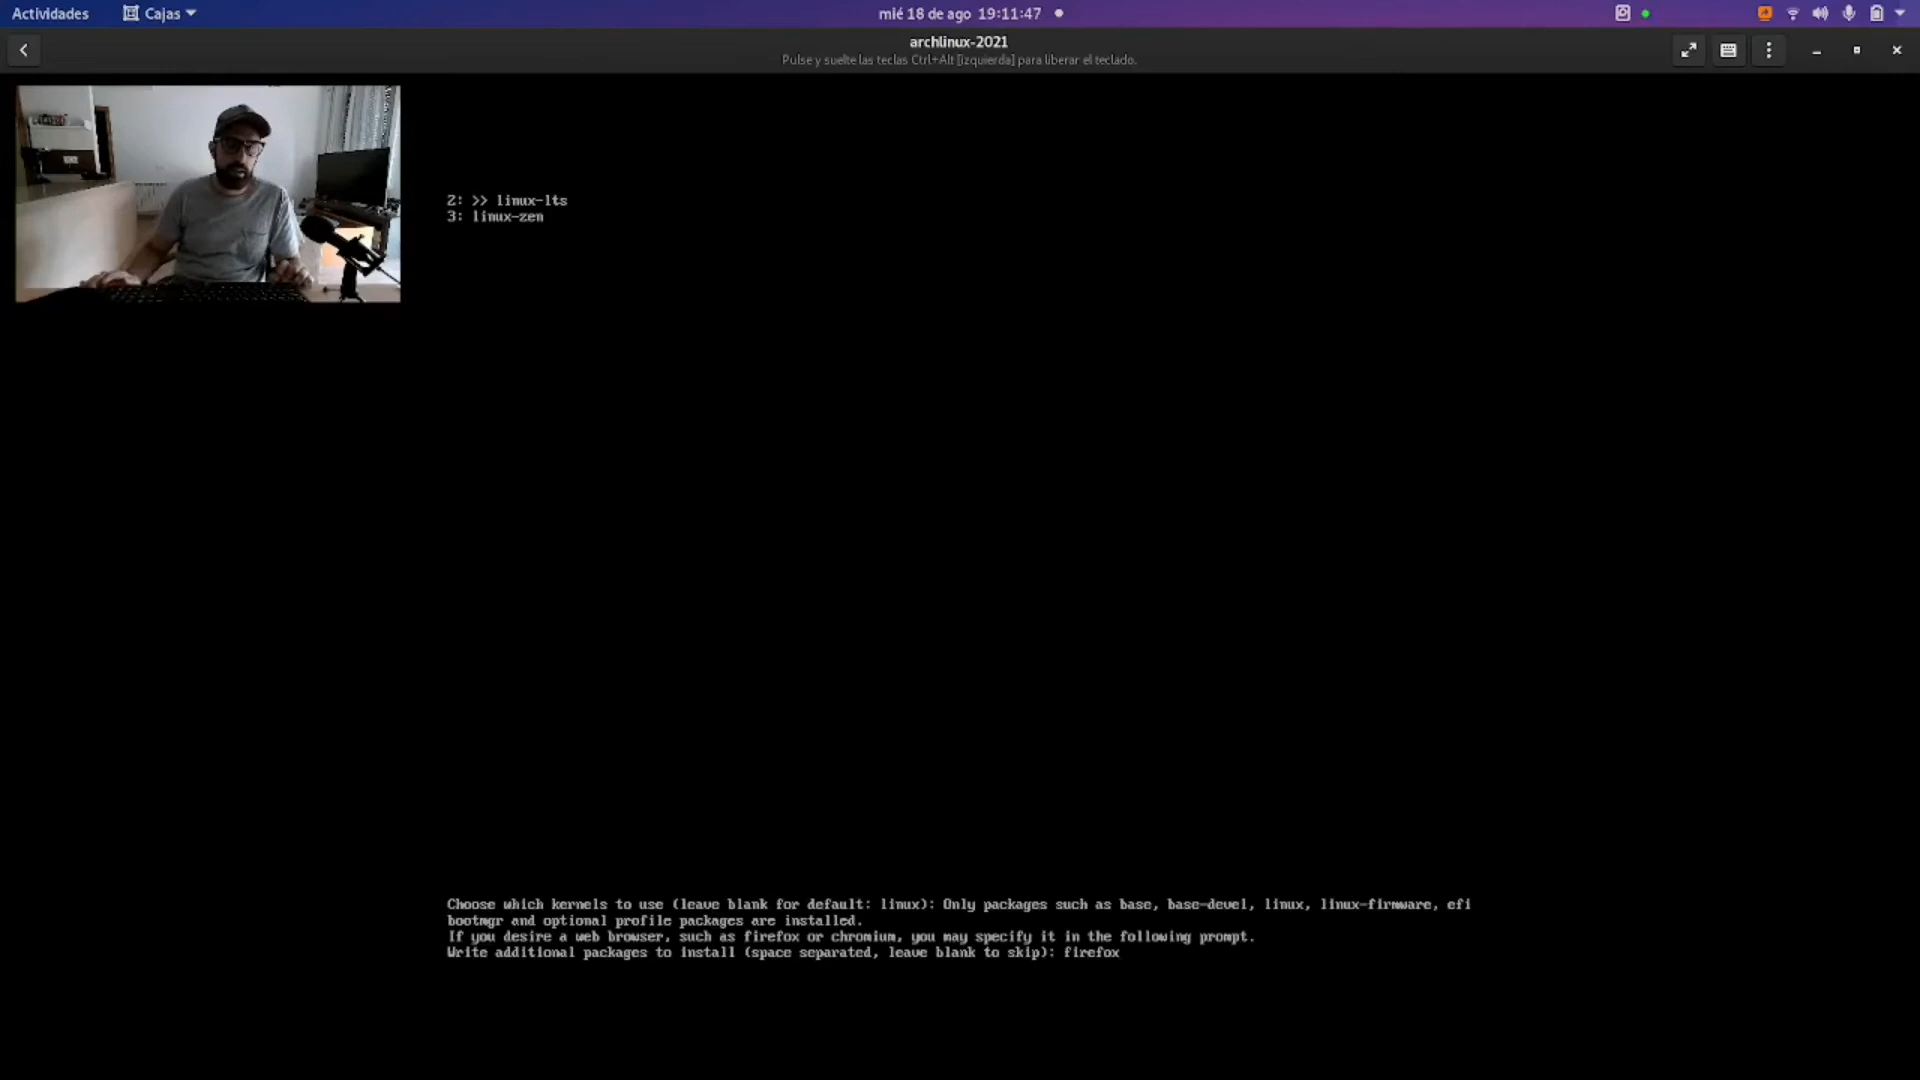 Actividades Cajas mié 18 de ago 19:11:47
archlinux-2021
Pulse y suelte las teclas Ctrl+Alt [izquierda] para liberar el teclado.
2: >> linux-lts
3: linux-zen
Choose which kernels to use (leave blank for default: linux): Only packages such as base, base-devel, linux, linux-firmware, efi
bootmgr and optional profile packages are installed.
If you desire a web browser, such as firefox or chromium, you may specify it in the following prompt.
Write additional packages to install (space separated, leave blank to skip): firefox